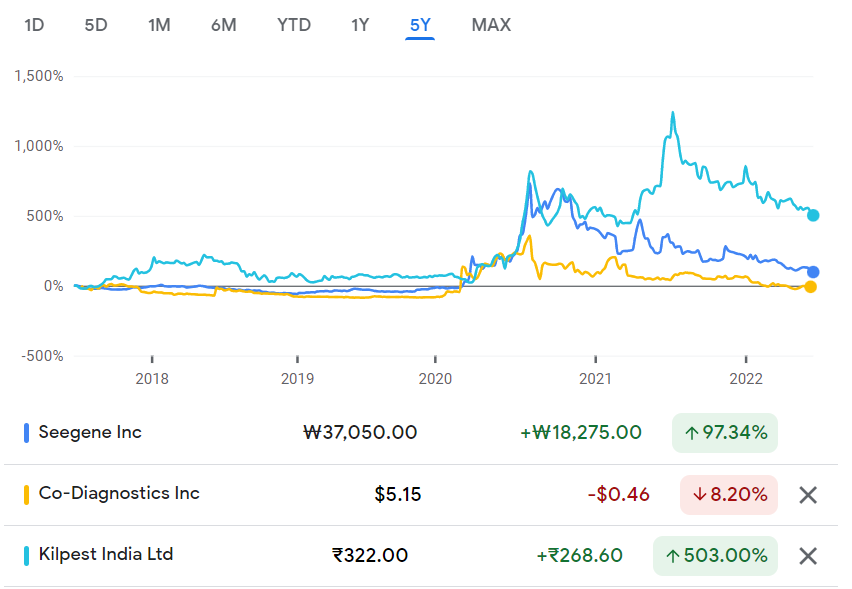 1D 5D 1M 6M YTD 1Y 5Y MAX
1,500%
1,000%
500%
0%
-500%
2018 2019 2020 2021 2022
Seegene Inc ₩37,050.00 +₩18,275.00 ↑97.34%
Co-Diagnostics Inc $5.15 -$0.46 ↓8.20% ✕
Kilpest India Ltd ₹322.00 +₹268.60 ↑503.00% ✕